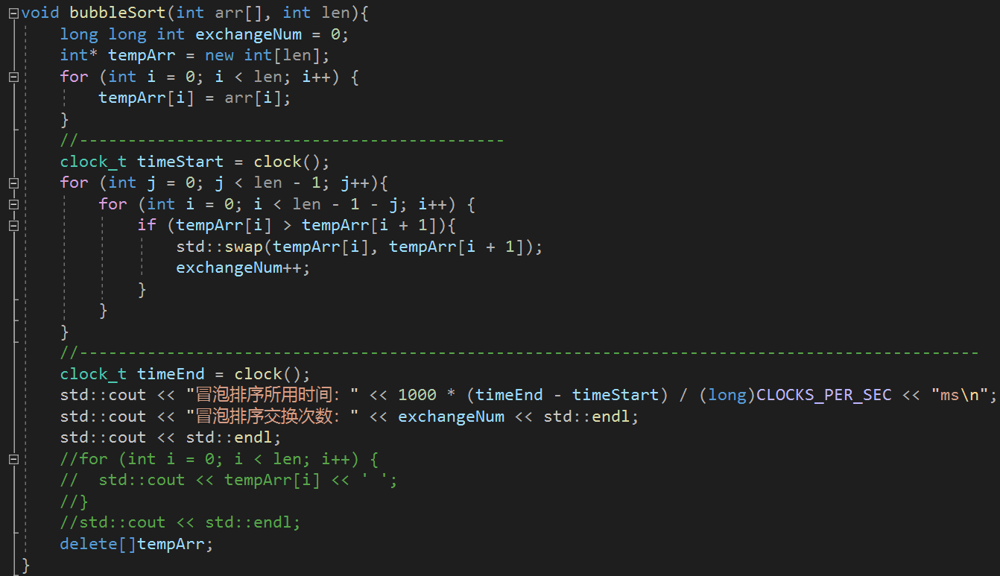 void bubbleSort(int arr[], int len){
    long long int exchangeNum = 0;
    int* tempArr = new int[len];
    for (int i = 0; i < len; i++) {
        tempArr[i] = arr[i];
    }
    //--------------------------------------------
    clock_t timeStart = clock();
    for (int j = 0; j < len - 1; j++){
        for (int i = 0; i < len - 1 - j; i++) {
            if (tempArr[i] > tempArr[i + 1]){
                std::swap(tempArr[i], tempArr[i + 1]);
                exchangeNum++;
            }
        }
    }
    //---------------------------------------------------------------------------------------------
    clock_t timeEnd = clock();
    std::cout << "冒泡排序所用时间: " << 1000 * (timeEnd - timeStart) / (long)CLOCKS_PER_SEC << "ms\n";
    std::cout << "冒泡排序交换次数: " << exchangeNum << std::endl;
    std::cout << std::endl;
    //for (int i = 0; i < len; i++) {
    //  std::cout << tempArr[i] << ' ';
    //}
    //std::cout << std::endl;
    delete[]tempArr;
}